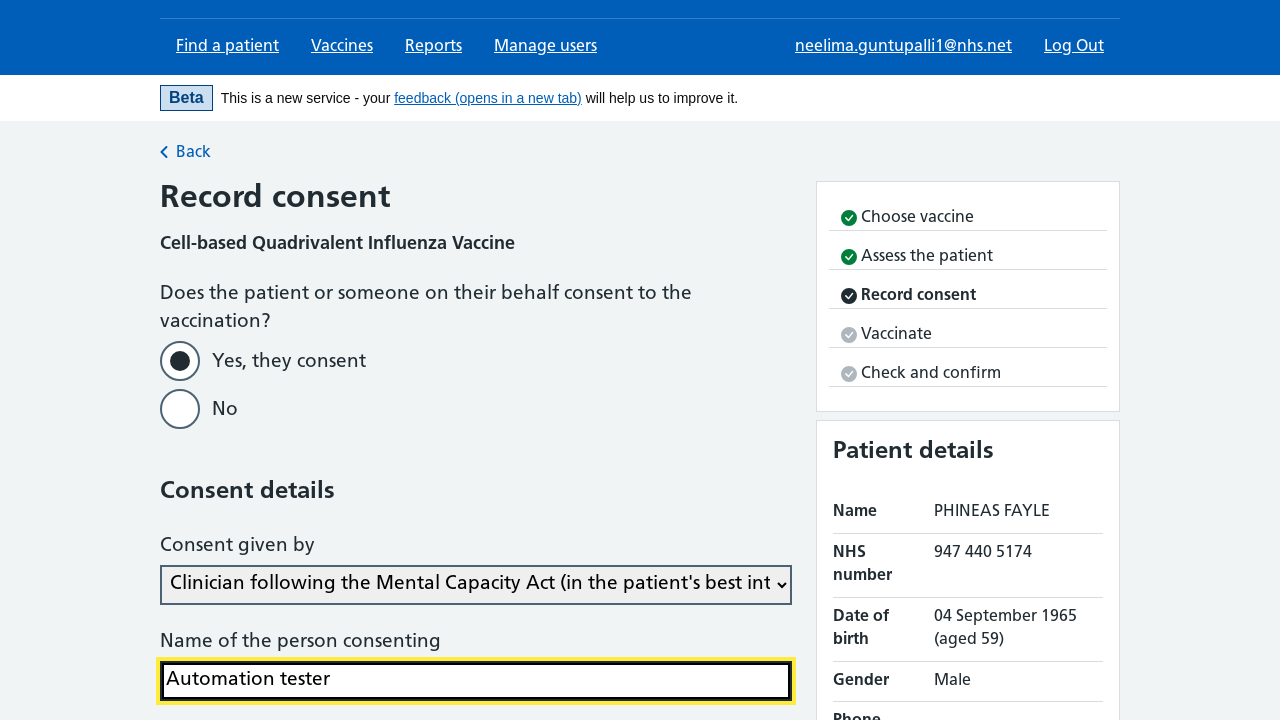 Find a patient
Vaccines
Reports
Manage users
neelima.guntupalli1@nhs.net
Log Out
Beta
This is a new service - your feedback (opens in a new tab) will help us to improve it.
Back
Record consent
Cell-based Quadrivalent Influenza Vaccine
Does the patient or someone on their behalf consent to the
vaccination?
Yes, they consent
No
Consent details
Consent given by
Clinician following the Mental Capacity Act (in the patient's best int
Name of the person consenting
Automation tester
Choose vaccine
Assess the patient
Record consent
Vaccinate
Check and confirm
Patient details
Name PHINEAS FAYLE
NHS 947 440 5174
number
Date of 04 September 1965
birth (aged 59)
Gender Male
Phone